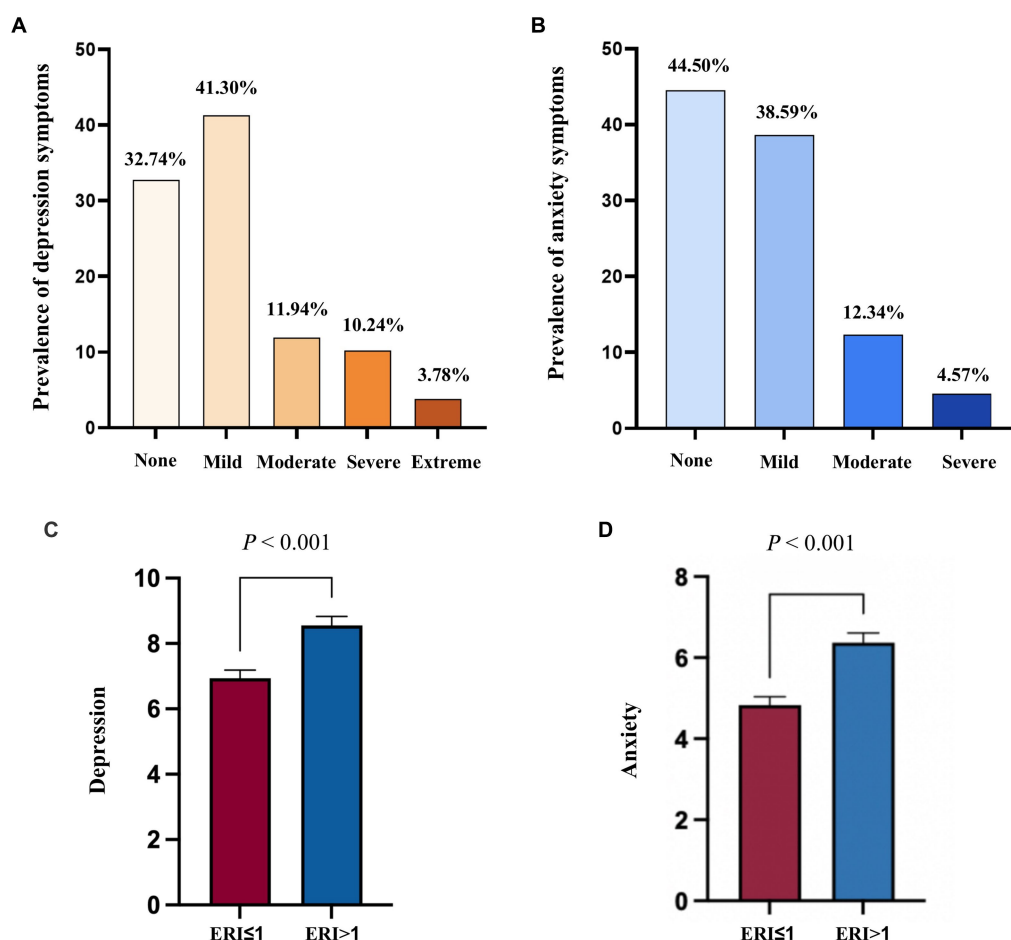 A
Prevalence of depression symptoms
50
40
30
20
10
0
32.74%
41.30%
11.94%
10.24%
3.78%
None Mild Moderate Severe Extreme
B
Prevalence of anxiety symptoms
50
40
30
20
10
0
44.50%
38.59%
12.34%
4.57%
None Mild Moderate Severe
C
P < 0.001
Depression
10
8
6
4
2
0
ERI≤1 ERI>1
D
P < 0.001
Anxiety
8
6
4
2
0
ERI≤1 ERI>1